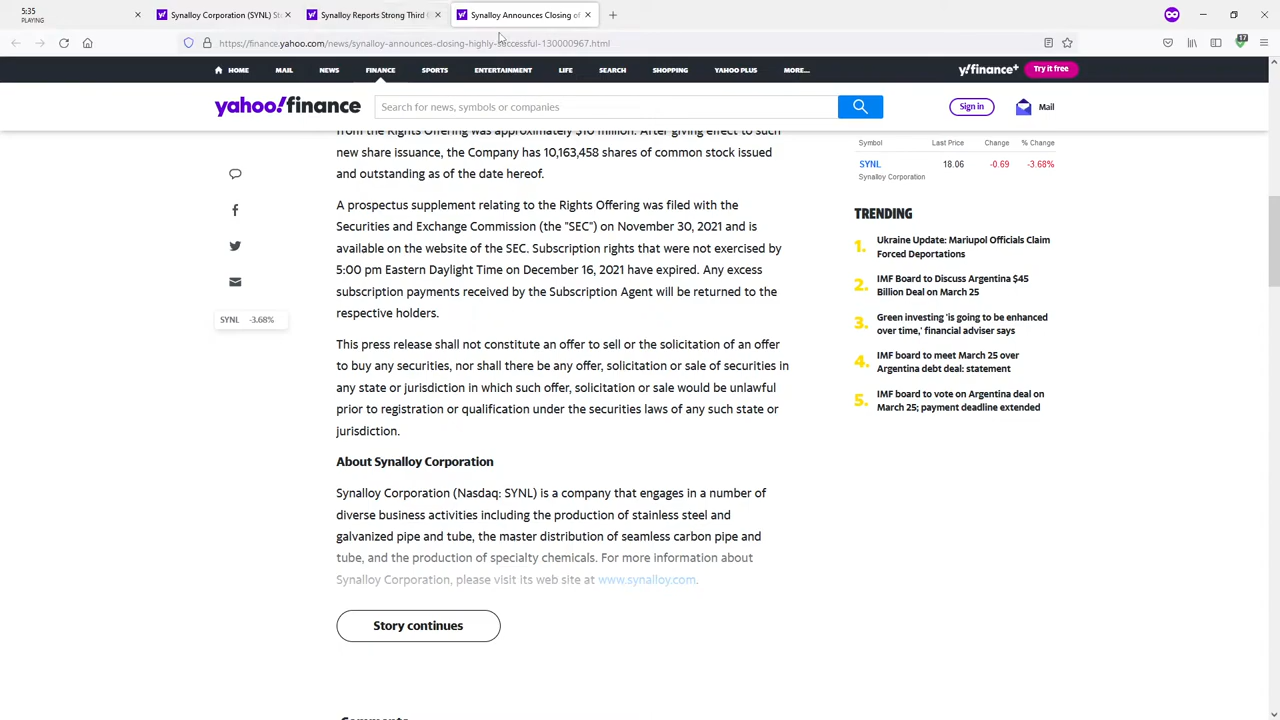 5:35
PLAYING
Synalloy Corporation (SYNL) St
Synalloy Reports Strong Third
Synalloy Announces Closing of
https://finance.yahoo.com/news/synalloy-announces-closing-highly-successful-130000967.html
17
HOME MAIL NEWS FINANCE SPORTS ENTERTAINMENT LIFE SEARCH SHOPPING YAHOO PLUS MORE...
y!finance+ Try it free
yahoo!finance
Search for news, symbols or companies
Sign in
Mail
from the Rights Offering was approximately $10 million. After giving effect to such
new share issuance, the Company has 10,163,458 shares of common stock issued
and outstanding as of the date hereof.
A prospectus supplement relating to the Rights Offering was filed with the
Securities and Exchange Commission (the "SEC") on November 30, 2021 and is
available on the website of the SEC. Subscription rights that were not exercised by
5:00 pm Eastern Daylight Time on December 16, 2021 have expired. Any excess
subscription payments received by the Subscription Agent will be returned to the
respective holders.
This press release shall not constitute an offer to sell or the solicitation of an offer
to buy any securities, nor shall there be any offer, solicitation or sale of securities in
any state or jurisdiction in which such offer, solicitation or sale would be unlawful
prior to registration or qualification under the securities laws of any such state or
jurisdiction.
About Synalloy Corporation
Synalloy Corporation (Nasdaq: SYNL) is a company that engages in a number of
diverse business activities including the production of stainless steel and
galvanized pipe and tube, the master distribution of seamless carbon pipe and
tube, and the production of specialty chemicals. For more information about
Synalloy Corporation, please visit its web site at www.synalloy.com.
Story continues
SYNL -3.68%
Symbol Last Price Change % Change
SYNL 18.06 -0.69 -3.68%
Synalloy Corporation
TRENDING
1. Ukraine Update: Mariupol Officials Claim
Forced Deportations
2. IMF Board to Discuss Argentina $45
Billion Deal on March 25
3. Green investing 'is going to be enhanced
over time,' financial adviser says
4. IMF board to meet March 25 over
Argentina debt deal: statement
5. IMF board to vote on Argentina deal on
March 25; payment deadline extended